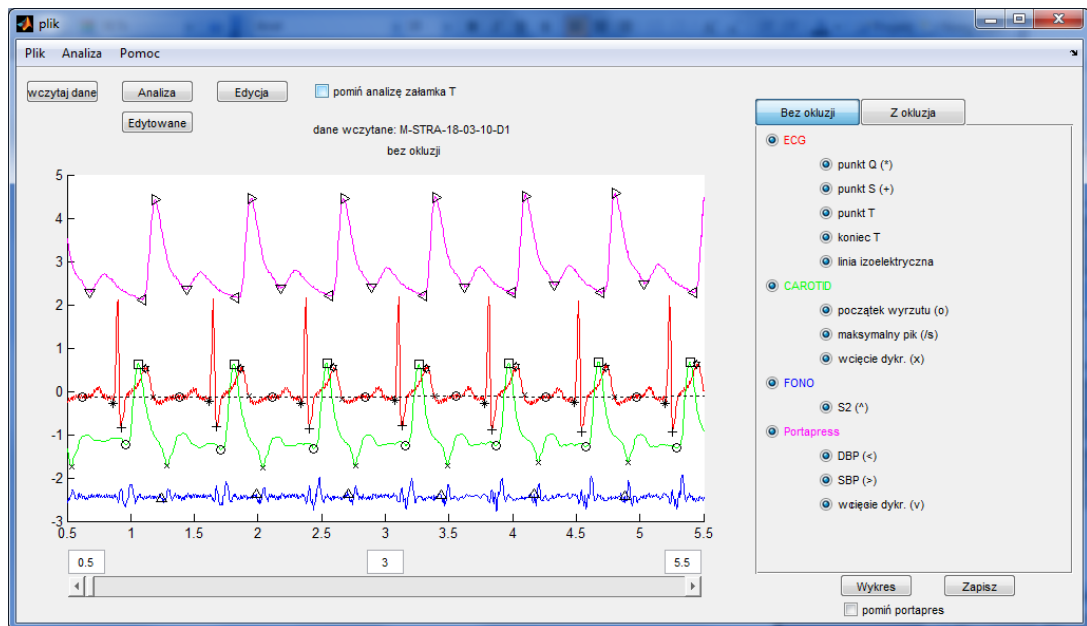 plik
Plik Analiza Pomoc
wczytaj dane Analiza Edycja pomiń analizę załamka T
Edytowane
dane wczytane: M-STRA-18-03-10-D1
bez okluzji
5
4
3
2
1
0
-1
-2
-3
0.5 1 1.5 2 2.5 3 3.5 4 4.5 5 5.5
0.5 3 5.5
Bez okluzji Z okluzja
ECG
punkt Q (*)
punkt S (+)
punkt T
koniec T
linia izoelektryczna
CAROTID
początek wyrzutu (o)
maksymalny pik (/s)
wcięcie dykr. (x)
FONO
S2 (^)
Portapress
DBP (<)
SBP (>)
wcięcie dykr. (v)
Wykres Zapisz
pomiń portapres